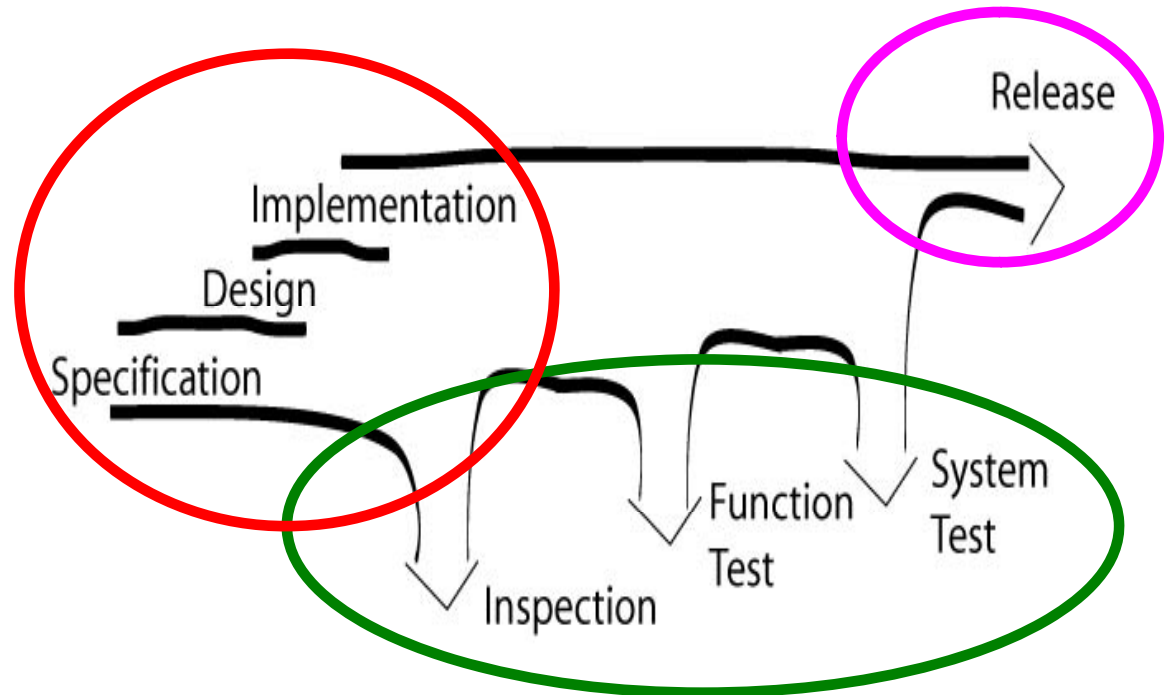 Release
Implementation
Design
Specification
System
Test
Function
Test
Inspection